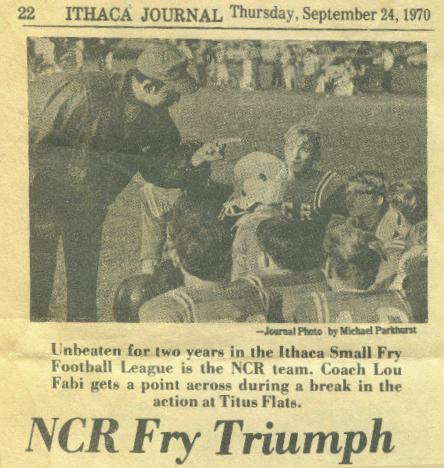 22 ITHACA JOURNAL Thursday, September 24, 1970
CR
—Journal Photo by Michael Parkhurst
Unbeaten for two years in the Ithaca Small Fry
Football League is the NCR team. Coach Lou
Fabi gets a point across during a break in the
action at Titus Flats.
NCR Fry Triumph